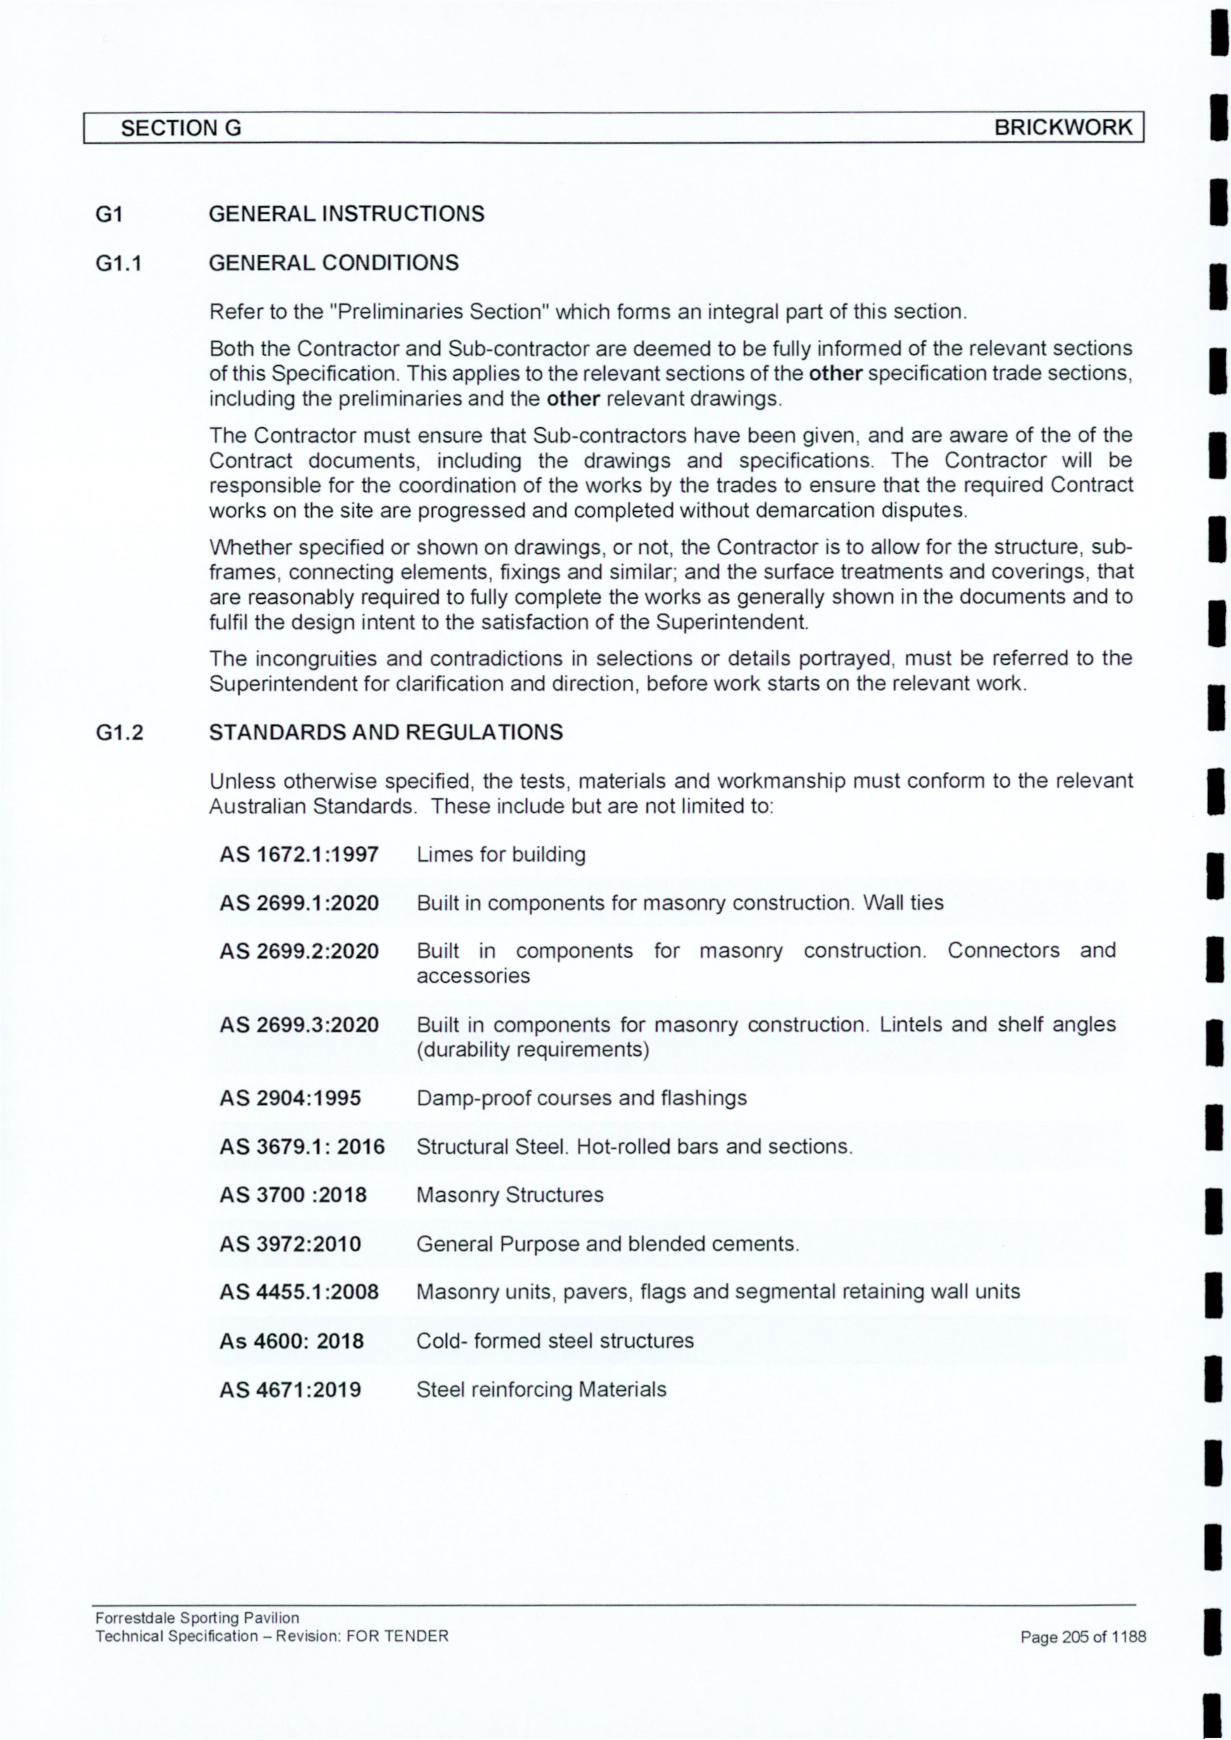 SECTION G BRICKWORK
G1 GENERAL INSTRUCTIONS
G1.1 GENERAL CONDITIONS
Refer to the "Preliminaries Section" which forms an integral part of this section.
Both the Contractor and Sub-contractor are deemed to be fully informed of the relevant sections
of this Specification. This applies to the relevant sections of the other specification trade sections,
including the preliminaries and the other relevant drawings.
The Contractor must ensure that Sub-contractors have been given, and are aware of the of the
Contract documents, including the drawings and specifications. The Contractor will be
responsible for the coordination of the works by the trades to ensure that the required Contract
works on the site are progressed and completed without demarcation disputes.
Whether specified or shown on drawings, or not, the Contractor is to allow for the structure, sub-
frames, connecting elements, fixings and similar; and the surface treatments and coverings, that
are reasonably required to fully complete the works as generally shown in the documents and to
fulfil the design intent to the satisfaction of the Superintendent.
The incongruities and contradictions in selections or details portrayed, must be referred to the
Superintendent for clarification and direction, before work starts on the relevant work.
G1.2 STANDARDS AND REGULATIONS
Unless otherwise specified, the tests, materials and workmanship must conform to the relevant
Australian Standards. These include but are not limited to:
AS 1672.1:1997 Limes for building
AS 2699.1:2020 Built in components for masonry construction. Wall ties
AS 2699.2:2020 Built in components for masonry construction. Connectors and
accessories
AS 2699.3:2020 Built in components for masonry construction. Lintels and shelf angles
(durability requirements)
AS 2904:1995 Damp-proof courses and flashings
AS 3679.1: 2016 Structural Steel. Hot-rolled bars and sections.
AS 3700 :2018 Masonry Structures
AS 3972:2010 General Purpose and blended cements.
AS 4455.1:2008 Masonry units, pavers, flags and segmental retaining wall units
As 4600: 2018 Cold- formed steel structures
AS 4671:2019 Steel reinforcing Materials
Forrestdale Sporting Pavilion
Technical Specification – Revision: FOR TENDER Page 205 of 1188